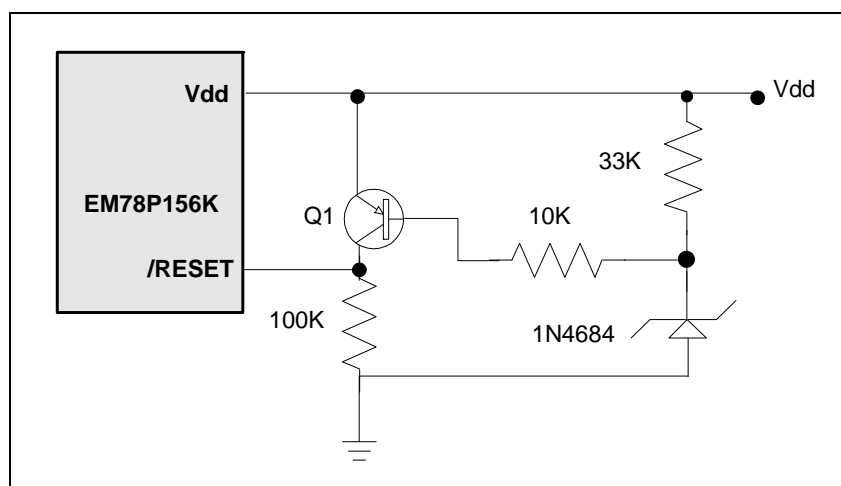 Vdd
Vdd
33K
EM78P156K
Q1
10K
/RESET
100K
1N4684